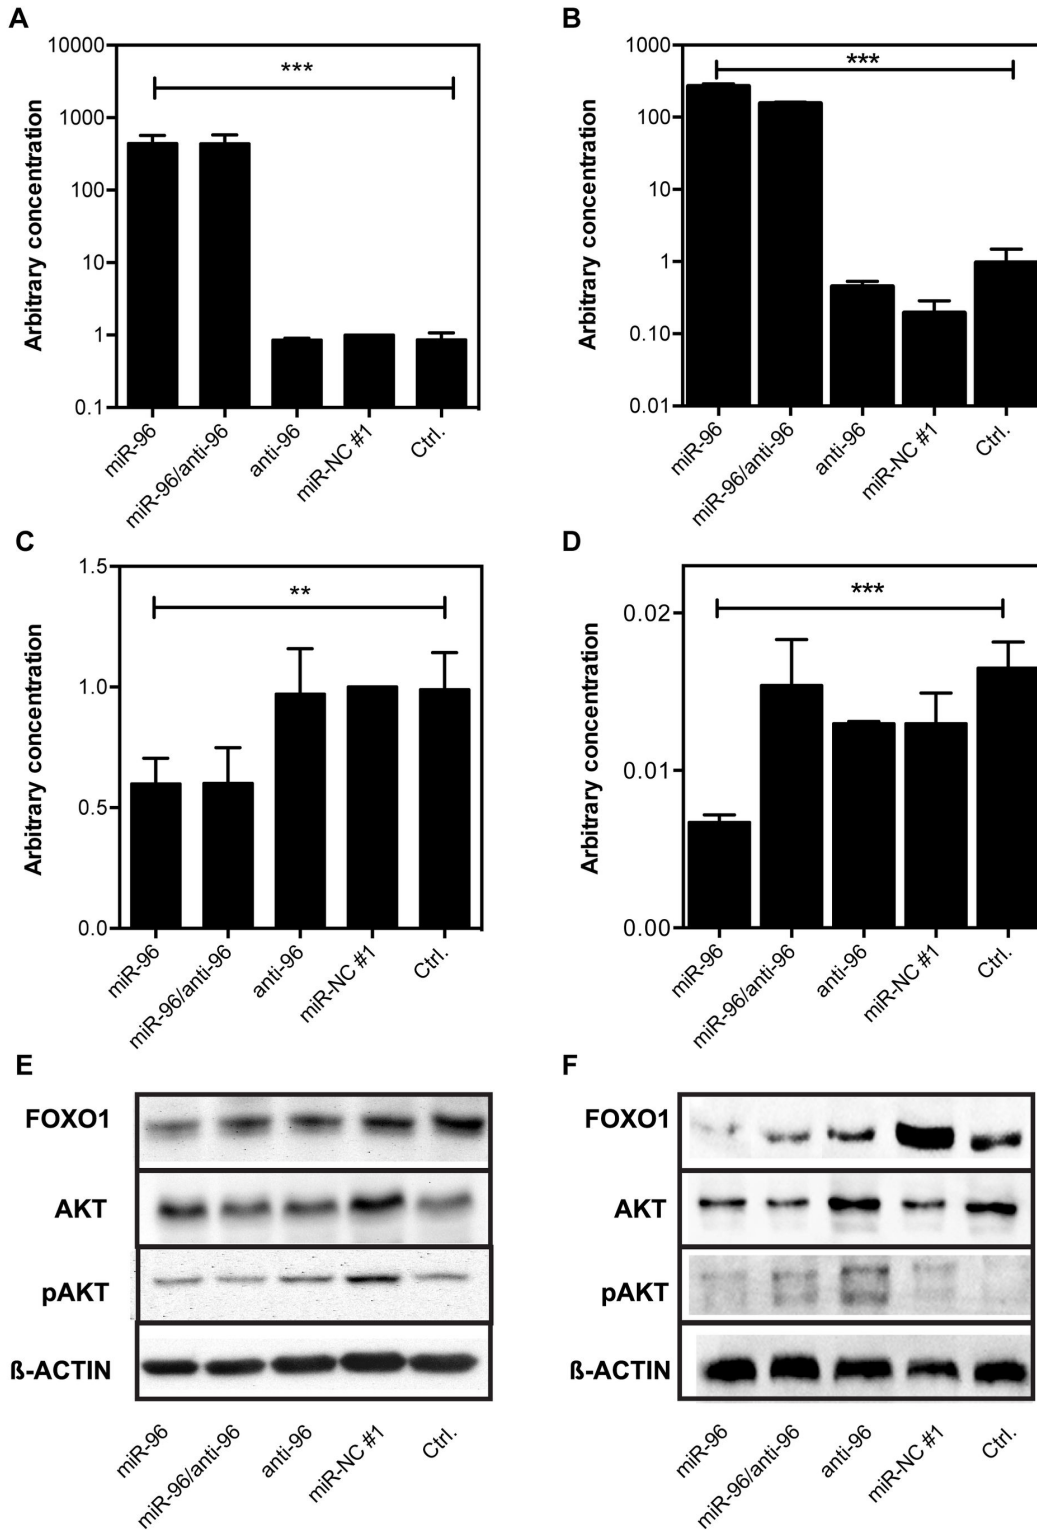 A
Arbitrary concentration
10000
1000
100
10
1
0.1
***
miR-96
miR-96/anti-96
anti-96
miR-NC #1
Ctrl.
B
Arbitrary concentration
1000
100
10
1
0.10
0.01
***
miR-96
miR-96/anti-96
anti-96
miR-NC #1
Ctrl.
C
Arbitrary concentration
1.5
1.0
0.5
0.0
**
miR-96
miR-96/anti-96
anti-96
miR-NC #1
Ctrl.
D
Arbitrary concentration
0.02
0.01
0.00
***
miR-96
miR-96/anti-96
anti-96
miR-NC #1
Ctrl.
E
FOXO1
AKT
pAKT
ß-ACTIN
miR-96
miR-96/anti-96
anti-96
miR-NC #1
Ctrl.
F
FOXO1
AKT
pAKT
ß-ACTIN
miR-96
miR-96/anti-96
anti-96
miR-NC #1
Ctrl.